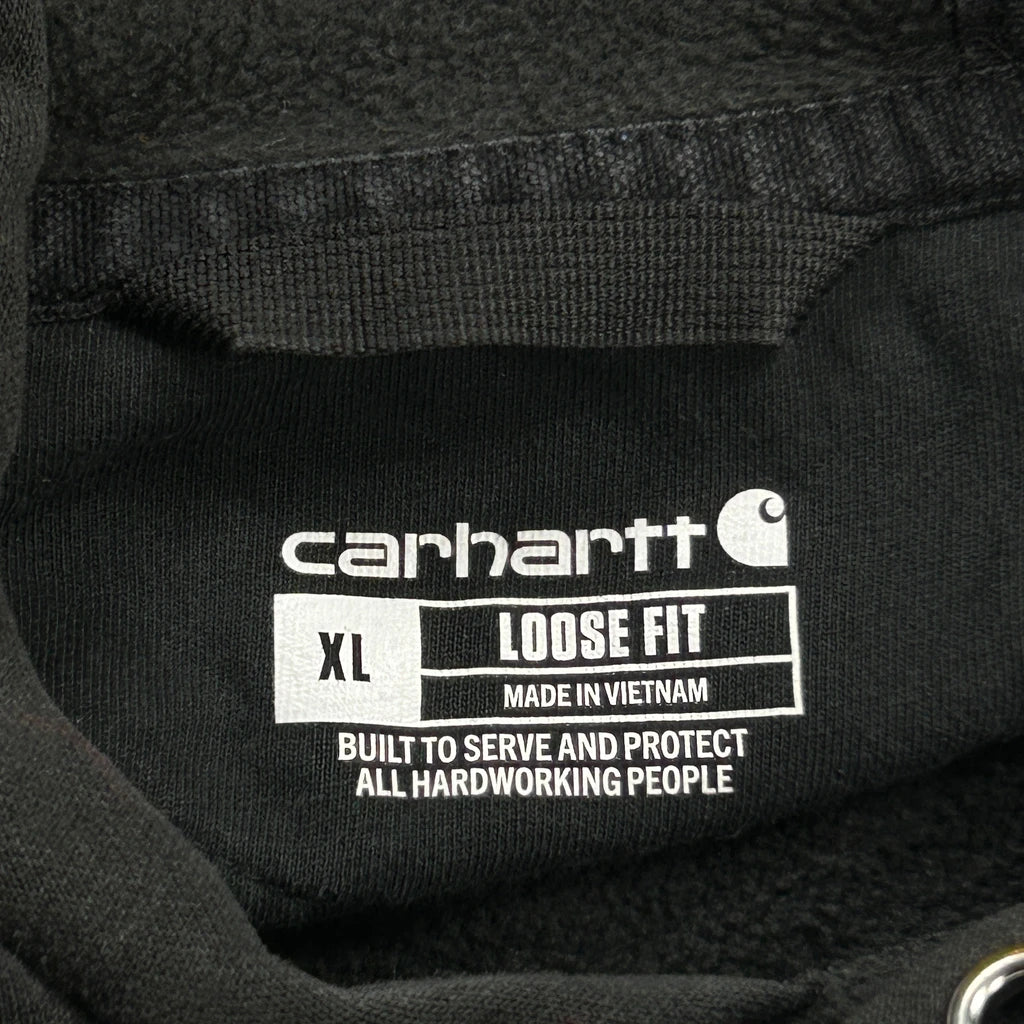 carhartt
XL
LOOSE FIT
MADE IN VIETNAM
BUILT TO SERVE AND PROTECT
ALL HARDWORKING PEOPLE